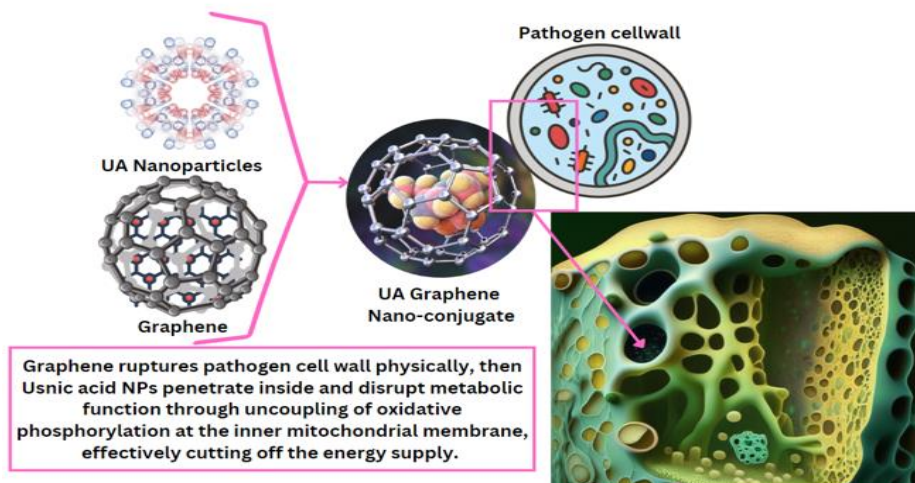 Pathogen cellwall
UA Nanoparticles
Graphene
UA Graphene
Nano-conjugate
Graphene ruptures pathogen cell wall physically, then
Usnic acid NPs penetrate inside and disrupt metabolic
function through uncoupling of oxidative
phosphorylation at the inner mitochondrial membrane,
effectively cutting off the energy supply.